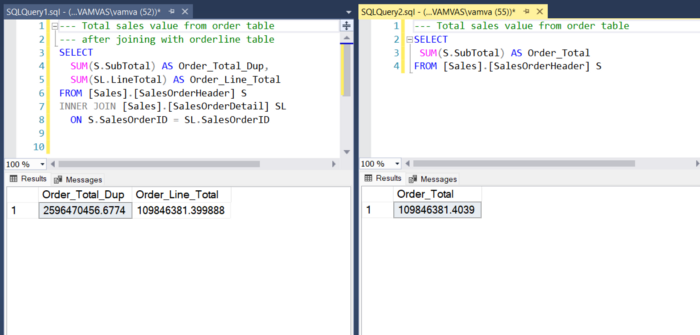 SQLQuery1.sql - (...VAMVAS\vamva (52))*
1 --- Total sales value from order table
2 --- after joining with orderline table
3 SELECT
4 SUM(S.SubTotal) AS Order_Total_Dup,
5 SUM(SL.LineTotal) AS Order_Line_Total
6 FROM [Sales].[SalesOrderHeader] S
7 INNER JOIN [Sales].[SalesOrderDetail] SL
8 ON S.SalesOrderID = SL.SalesOrderID
9
10
100 %
Results Messages
Order_Total_Dup Order_Line_Total
1 2596470456.6774 109846381.399888
SQLQuery2.sql - (...VAMVAS\vamva (55))*
1 --- Total sales value from order table
2 SELECT
3 SUM(S.SubTotal) AS Order_Total
4 FROM [Sales].[SalesOrderHeader] S
100 %
Results Messages
Order_Total
1 109846381.4039